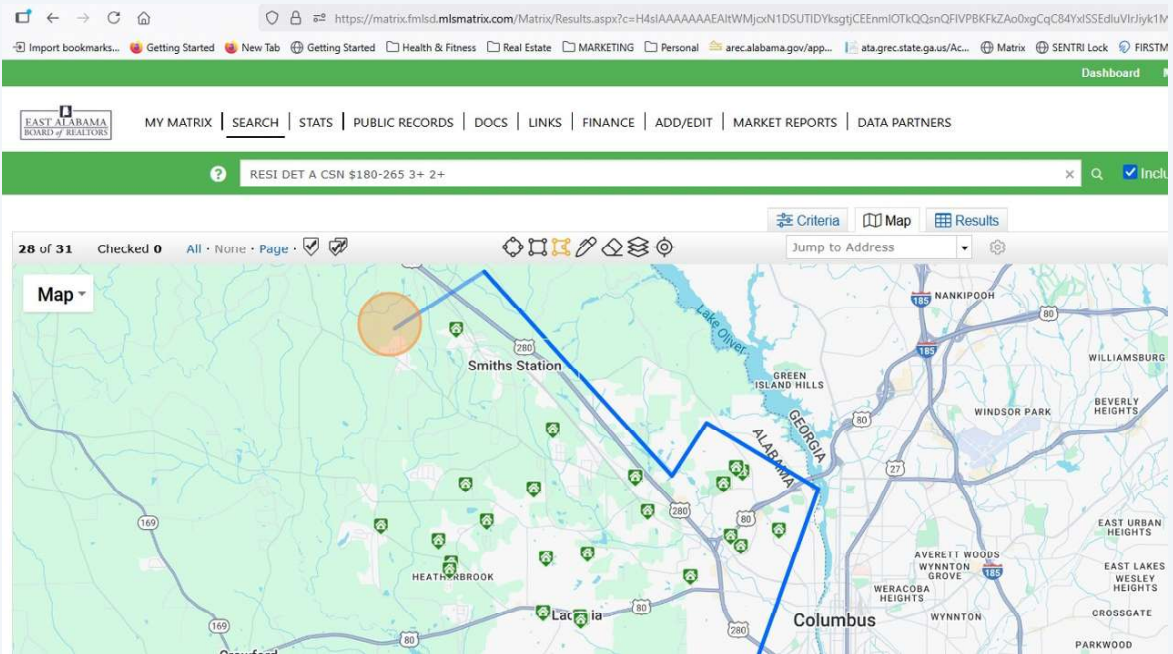 https://matrix.fmlsd.mlsmatrix.com/Matrix/Results.aspx?c=
Import bookmarks... Getting Started New Tab Getting Started Health & Fitness Real Estate MARKETING Personal arec.alabama.gov/app... ata.grec.state.ga.us/Ac... Matrix SENTRI Lock FIRSTM
Dashboard
EAST ALABAMA
BOARD of REALTORS
MY MATRIX SEARCH STATS PUBLIC RECORDS DOCS LINKS FINANCE ADD/EDIT MARKET REPORTS DATA PARTNERS
? RESI DET A CSN $180-265 3+ 2+ × Inclu
Criteria Map Results
28 of 31 Checked 0 All · None · Page · Jump to Address
Map
NANKIPOOH
185
80
Lake Oliver
280
185
WILLIAMSBURG
Smiths Station
GREEN
ISLAND HILLS
BEVERLY
HEIGHTS
WINDSOR PARK
80
GEORGIA
ALABAMA
27
280
80
169
EAST URBAN
HEIGHTS
AVERETT WOODS
WYNNTON
GROVE
185
EAST LAKES
WESLEY
HEIGHTS
HEATHERBROOK
WERACOBA
HEIGHTS
80
Columbus
WYNNTON
CROSSGATE
169
280
80
PARKWOOD
Crawford